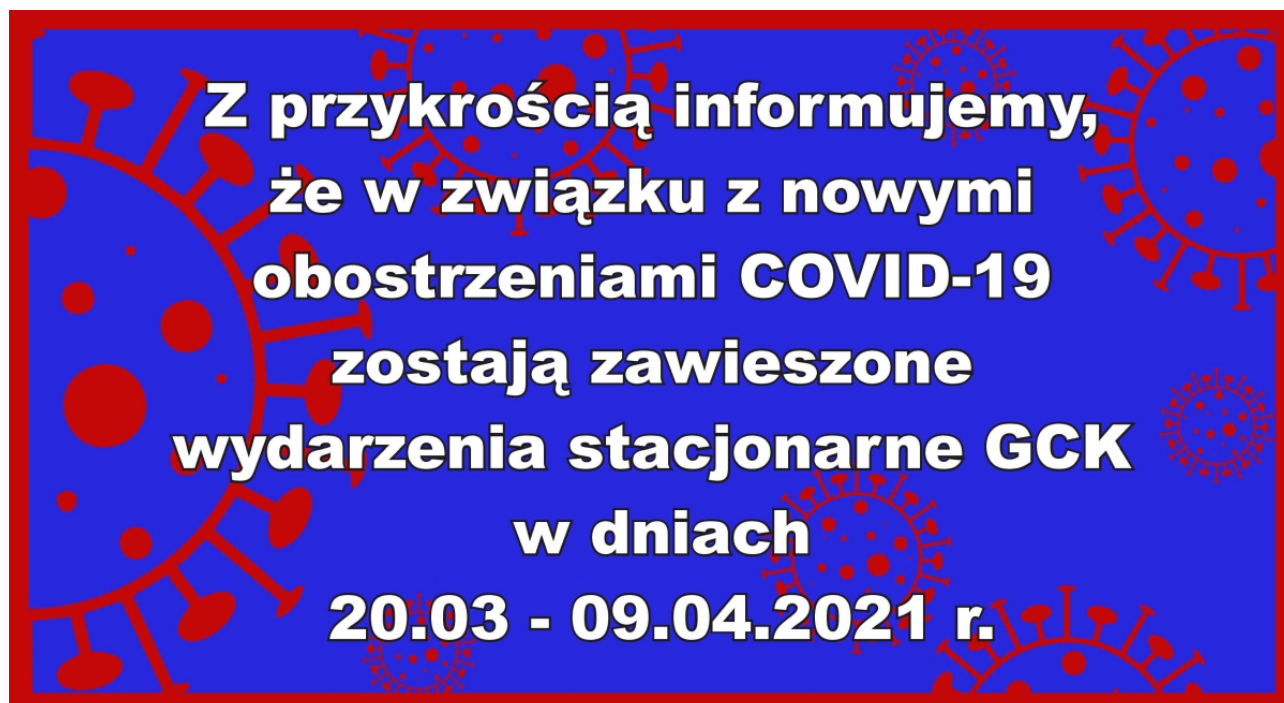 Z przykrością informujemy,
że w związku z nowymi
obostrzeniami COVID-19
zostają zawieszone
wydarzenia stacjonarne GCK
w dniach
20.03 - 09.04.2021 r.